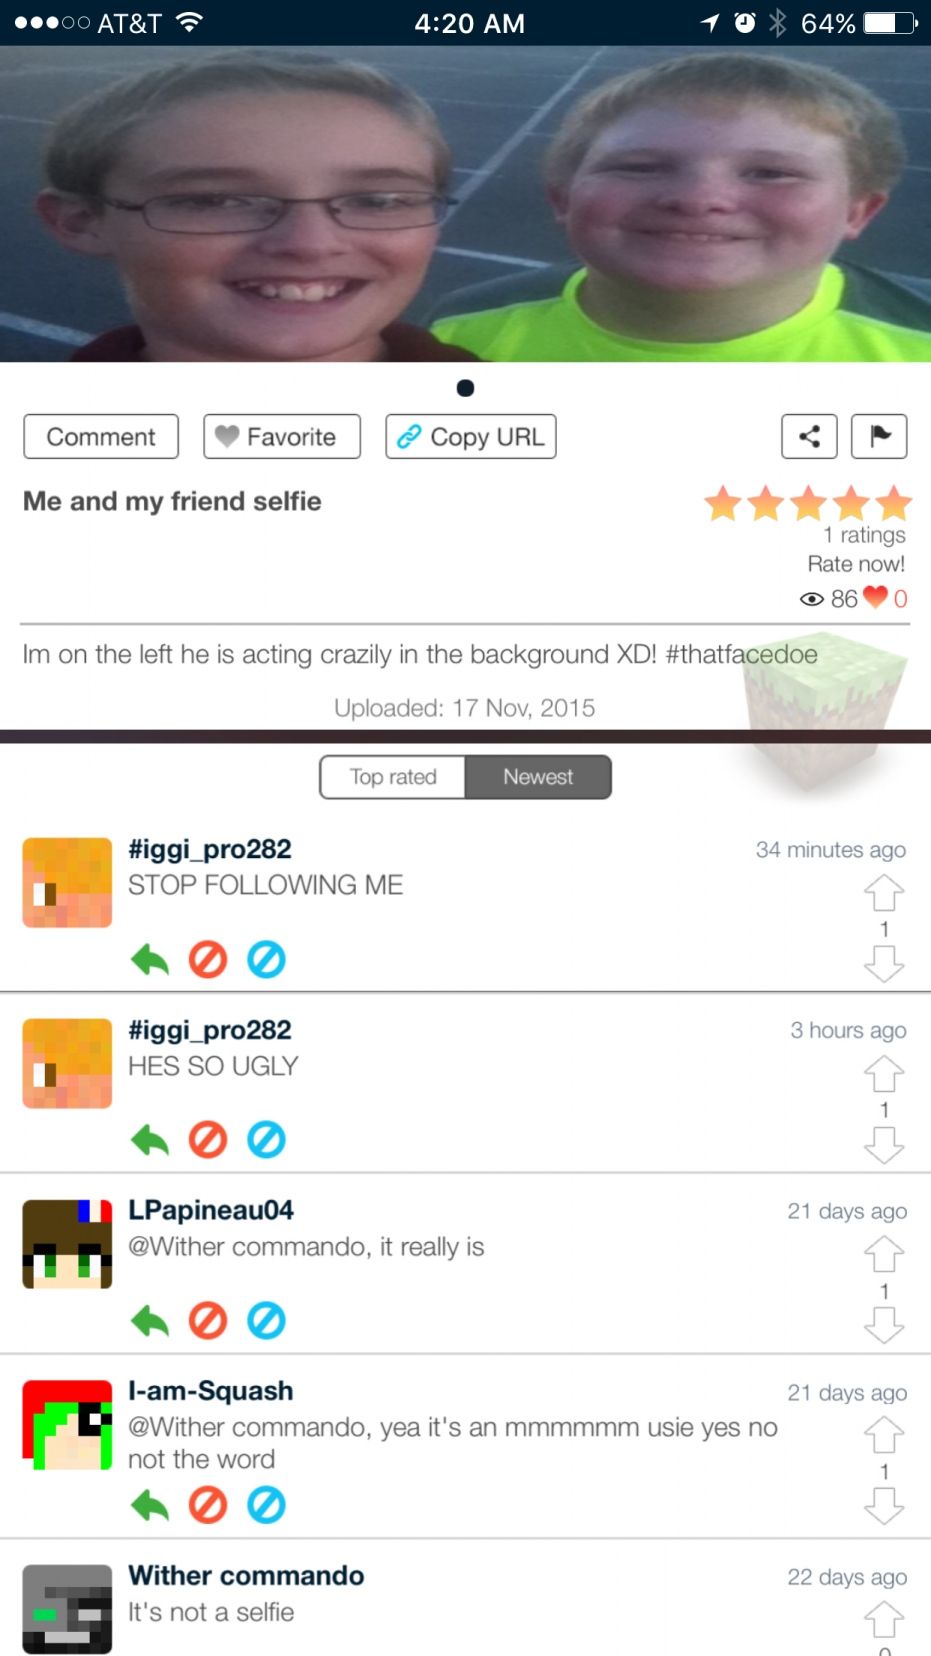 AT&T 4:20 AM 64%
Comment Favorite Copy URL
Me and my friend selfie
1 ratings
Rate now!
86 0
Im on the left he is acting crazily in the background XD! #thatfacedoe
Uploaded: 17 Nov, 2015
Top rated Newest
#iggi_pro282 34 minutes ago
STOP FOLLOWING ME
1
#iggi_pro282 3 hours ago
HES SO UGLY
1
LPapineau04 21 days ago
@Wither commando, it really is
1
I-am-Squash 21 days ago
@Wither commando, yea it's an mmmmmm usie yes no
not the word
1
Wither commando 22 days ago
It's not a selfie
0